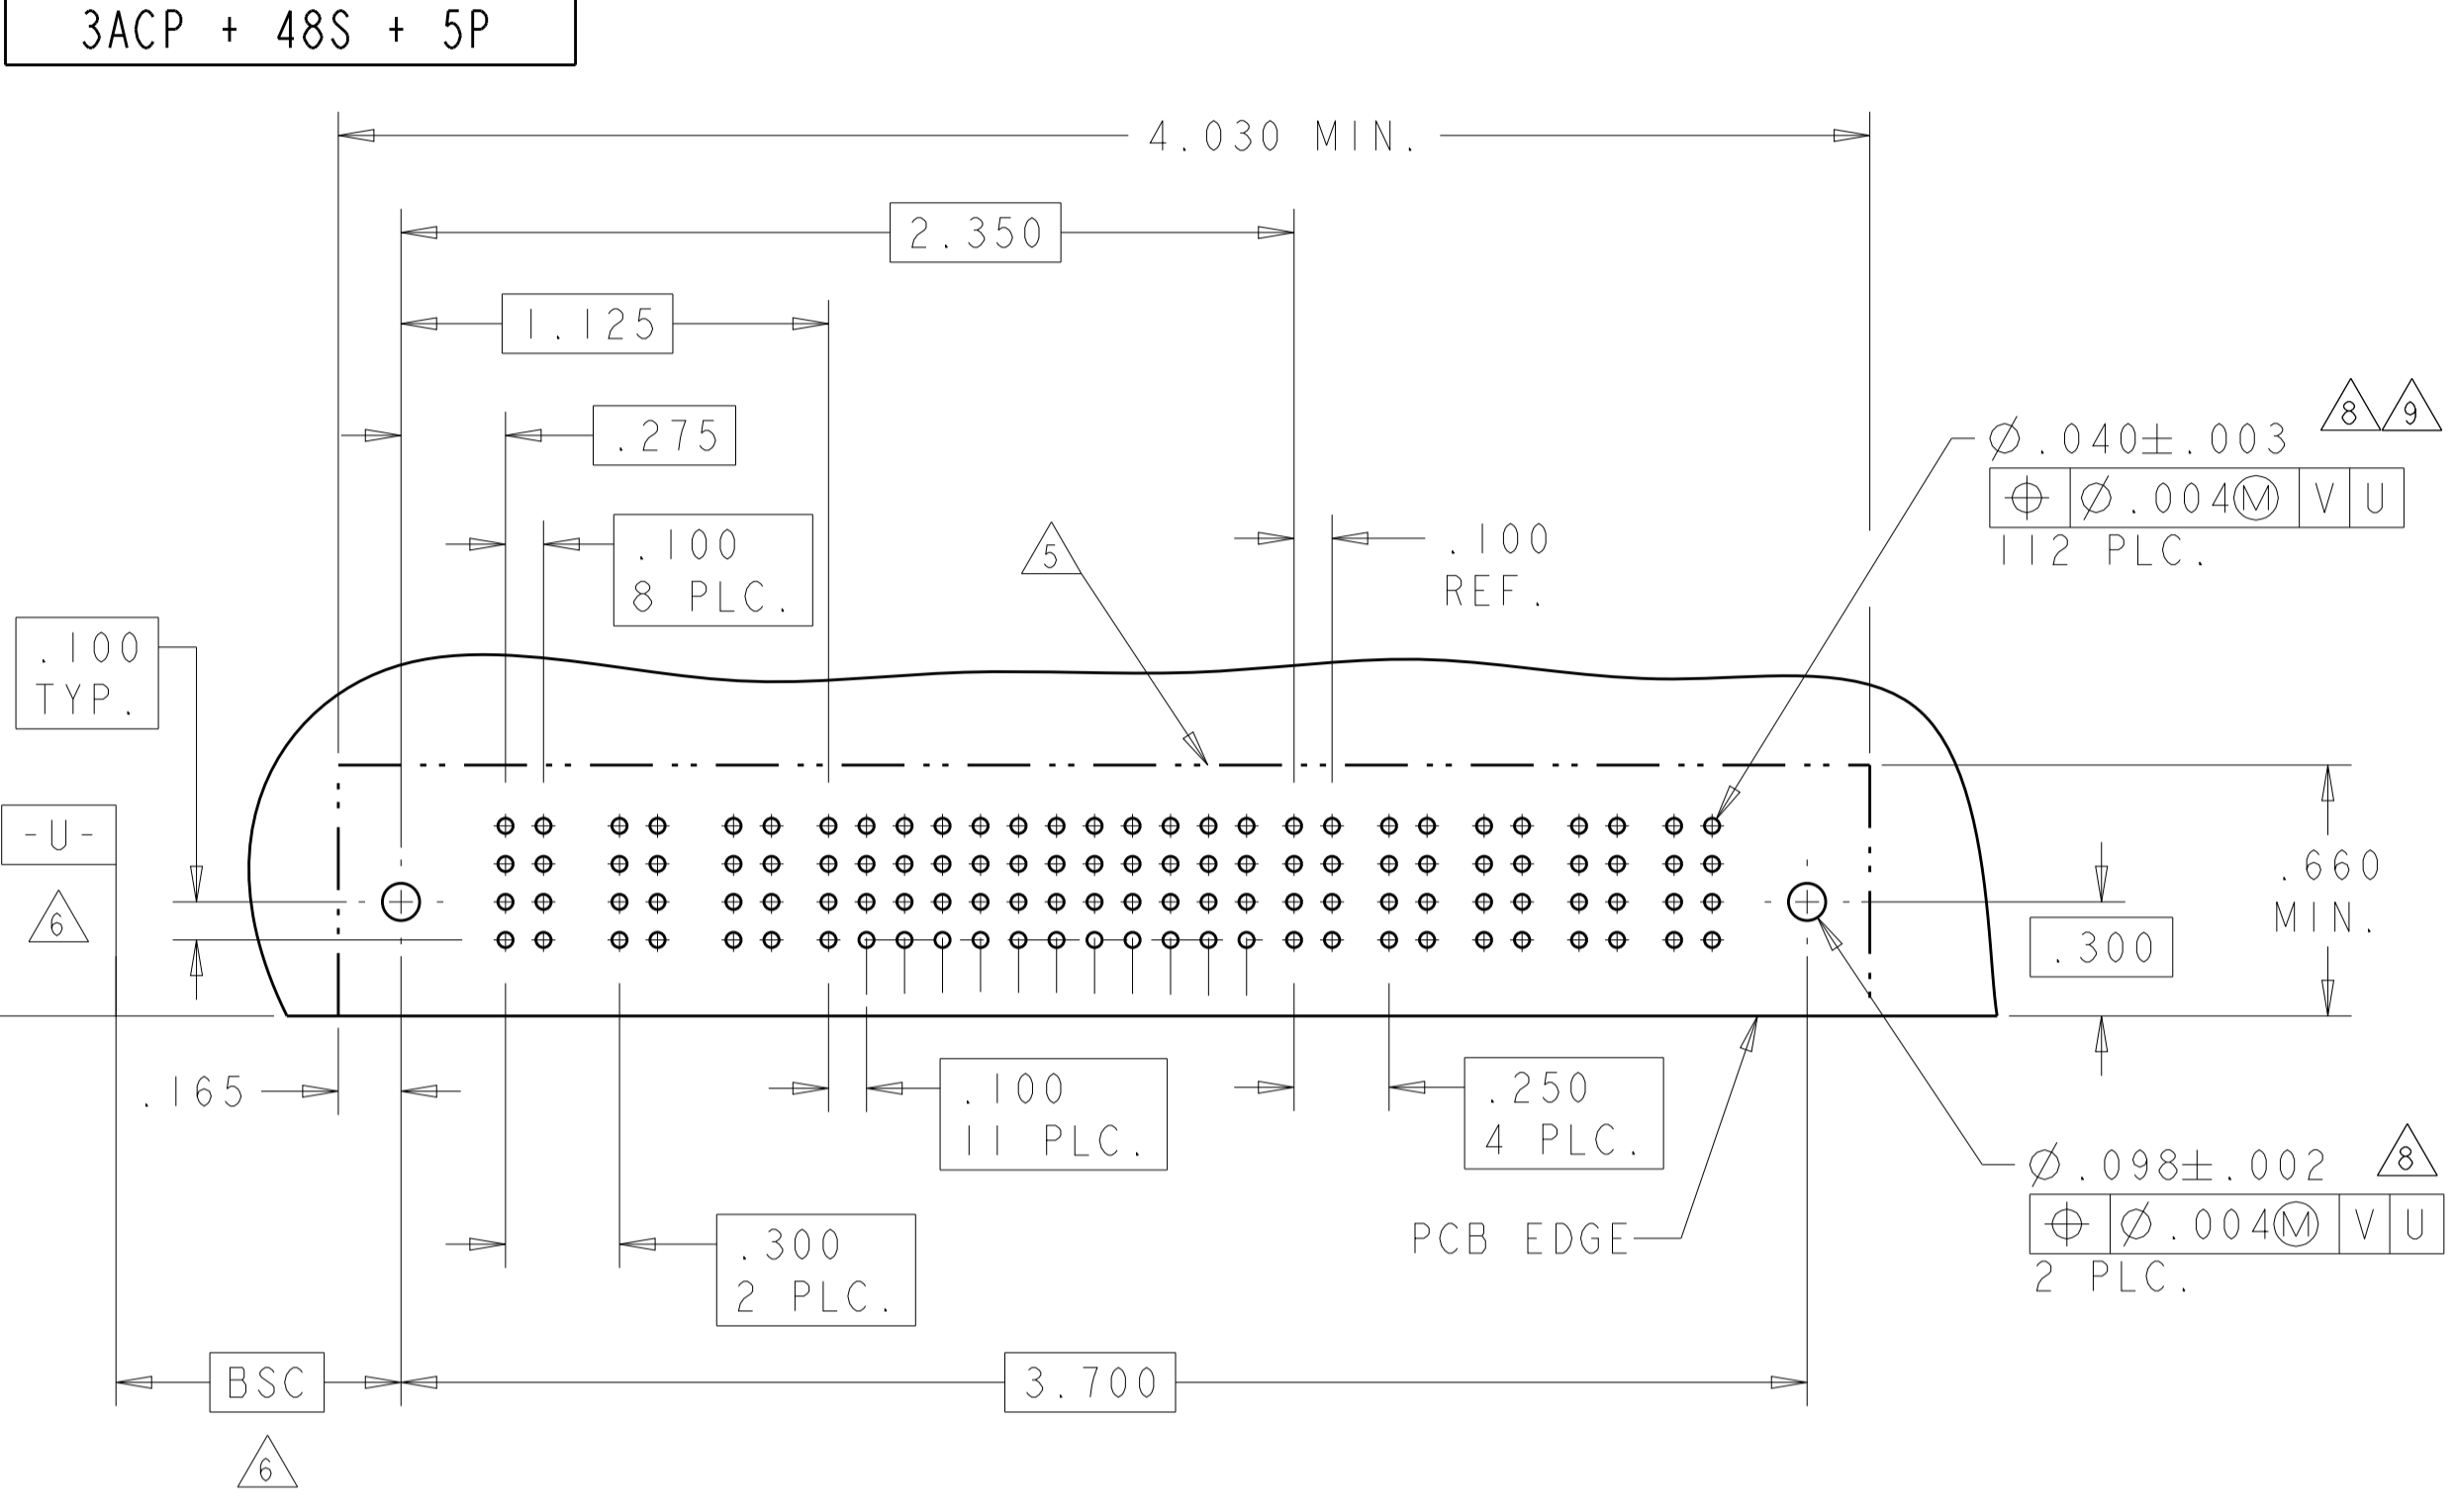 3ACP + 48S + 5P
4.030 MIN.
2.350
1.125
.275
8 9
⌀.040±.003
⌖ ⌀.004Ⓜ V U
112 PLC.
.100
8 PLC.
5
.100
REF.
.100
TYP.
-U-
6
.660
MIN.
.300
.165
.100
11 PLC.
.250
4 PLC.
8
⌀.098±.002
⌖ ⌀.004Ⓜ V U
2 PLC.
PCB EDGE
.300
2 PLC.
BSC
3.700
6